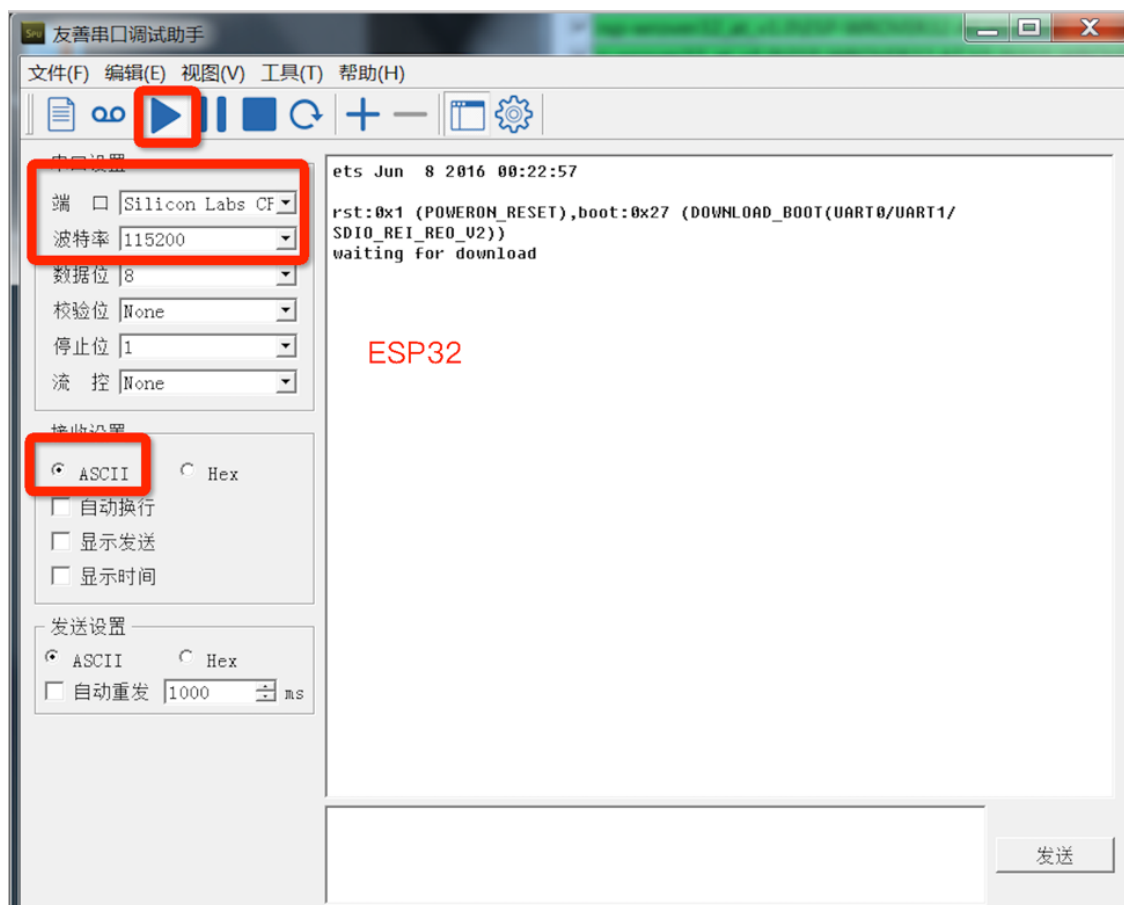 友善串口调试助手
文件(F) 编辑(E) 视图(V) 工具(T) 帮助(H)
串口设置
端 口 Silicon Labs CP
波特率 115200
数据位 8
校验位 None
停止位 1
流 控 None
接收设置
ASCII Hex
自动换行
显示发送
显示时间
发送设置
ASCII Hex
自动重发 1000 ms
ets Jun 8 2016 00:22:57
rst:0x1 (POWERON_RESET),boot:0x27 (DOWNLOAD_BOOT(UART0/UART1/
SDIO_REI_REO_V2))
waiting for download
ESP32
发送